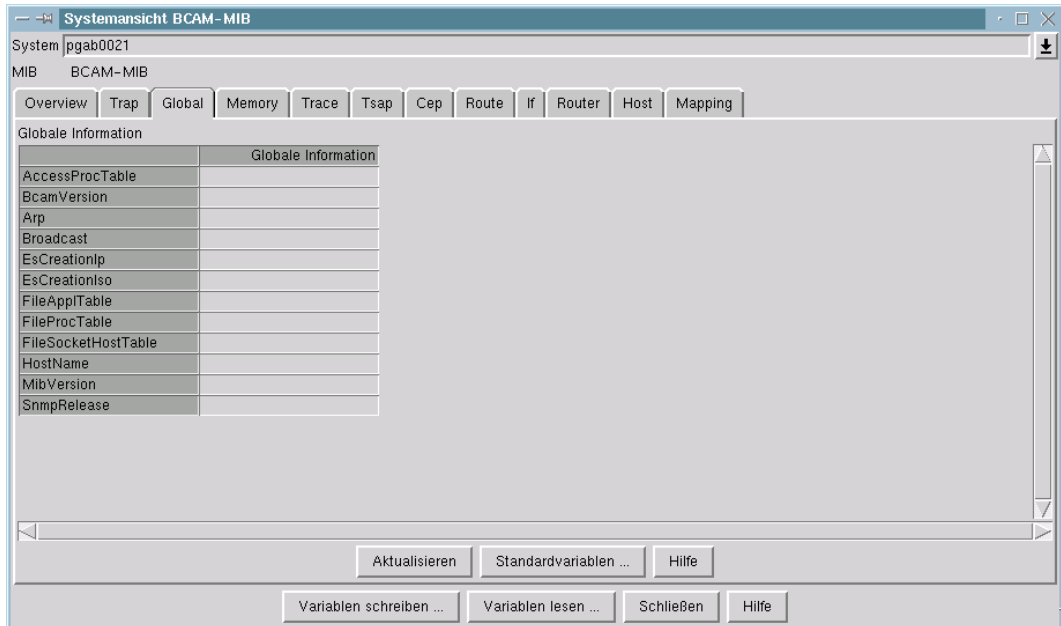 Systemansicht BCAM-MIB
System pgab0021
MIB BCAM-MIB
Overview Trap Global Memory Trace Tsap Cep Route If Router Host Mapping
Globale Information
Globale Information
AccessProcTable
BcamVersion
Arp
Broadcast
EsCreationIp
EsCreationIso
FileApplTable
FileProcTable
FileSocketHostTable
HostName
MibVersion
SnmpRelease
Aktualisieren Standardvariablen ... Hilfe
Variablen schreiben ... Variablen lesen ... Schließen Hilfe